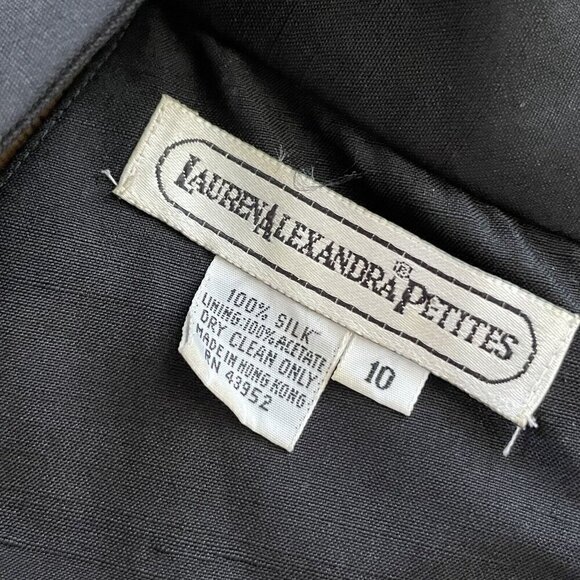 LAURENALEXANDRA® PETITES
100% SILK
LINING:100% ACETATE
DRY CLEAN ONLY
MADE IN HONG KONG
RN 43952
10